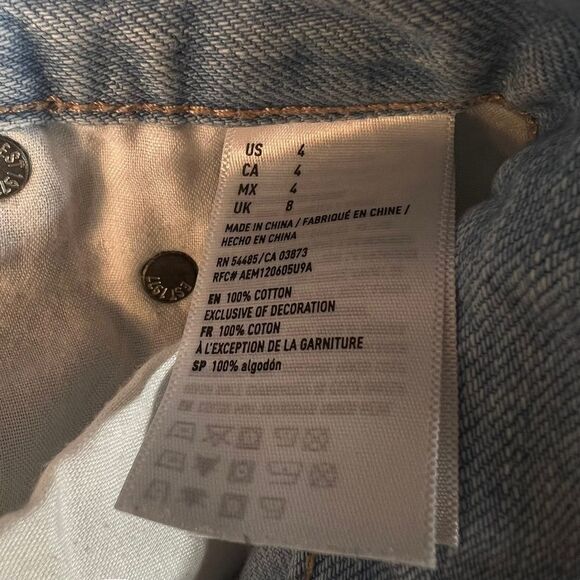 US 4
CA 4
MX 4
UK 8
MADE IN CHINA / FABRIQUÉ EN CHINE /
HECHO EN CHINA
RN 54485/CA 03873
RFC# AEM120605U9A
EN 100% COTTON
EXCLUSIVE OF DECORATION
FR 100% COTON
À L'EXCEPTION DE LA GARNITURE
SP 100% algodón
EST 1977